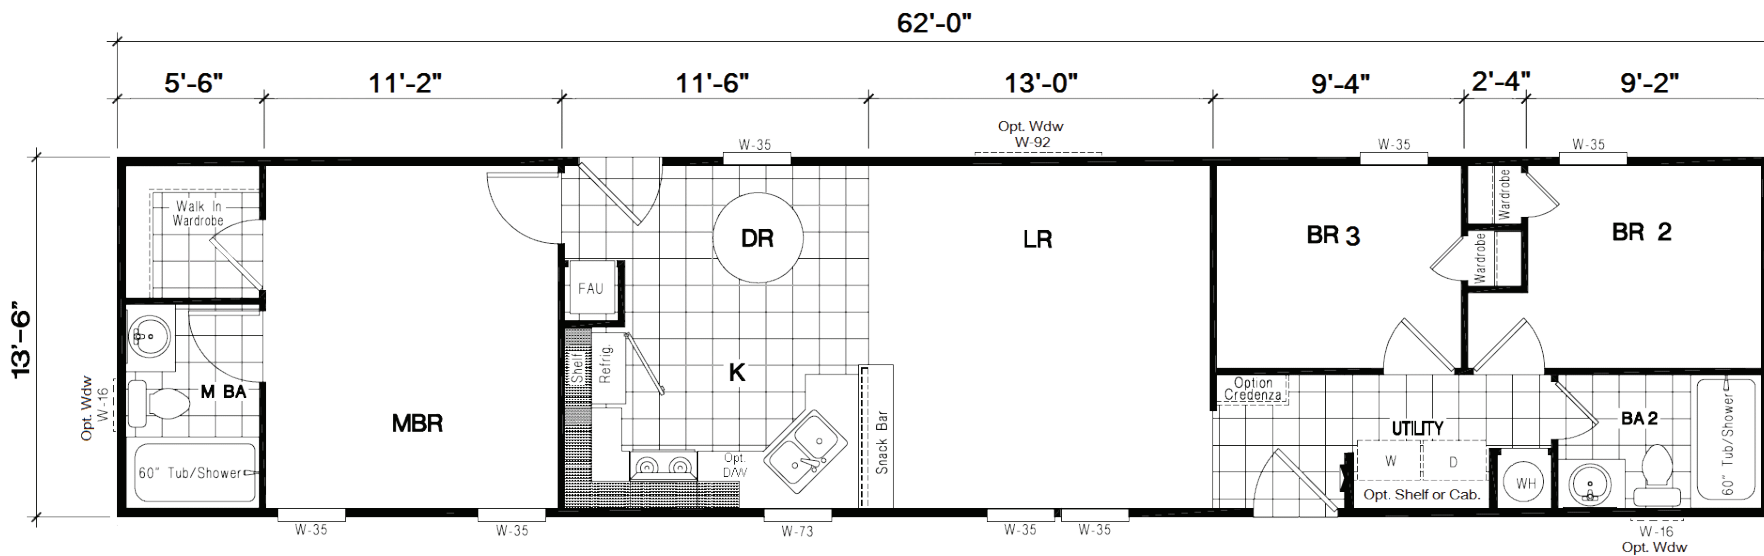 62'-0"
5'-6"
11'-2"
11'-6"
13'-0"
9'-4"
2'-4"
9'-2"
Opt. Wdw
W-92
W-35
W-35
W-35
13'-6"
Walk In
Wardrobe
FAU
DR
LR
BR 3
Wardrobe
Wardrobe
BR 2
Shelf
Refrig.
K
M BA
MBR
Opt. Wdw
W-16
60" Tub/Shower
Opt.
D/W
Snack Bar
Option
Credenza
UTILITY
W
D
Opt. Shelf or Cab.
WH
BA 2
60" Tub/Shower
W-35
W-35
W-73
W-35
W-35
W-16
Opt. Wdw